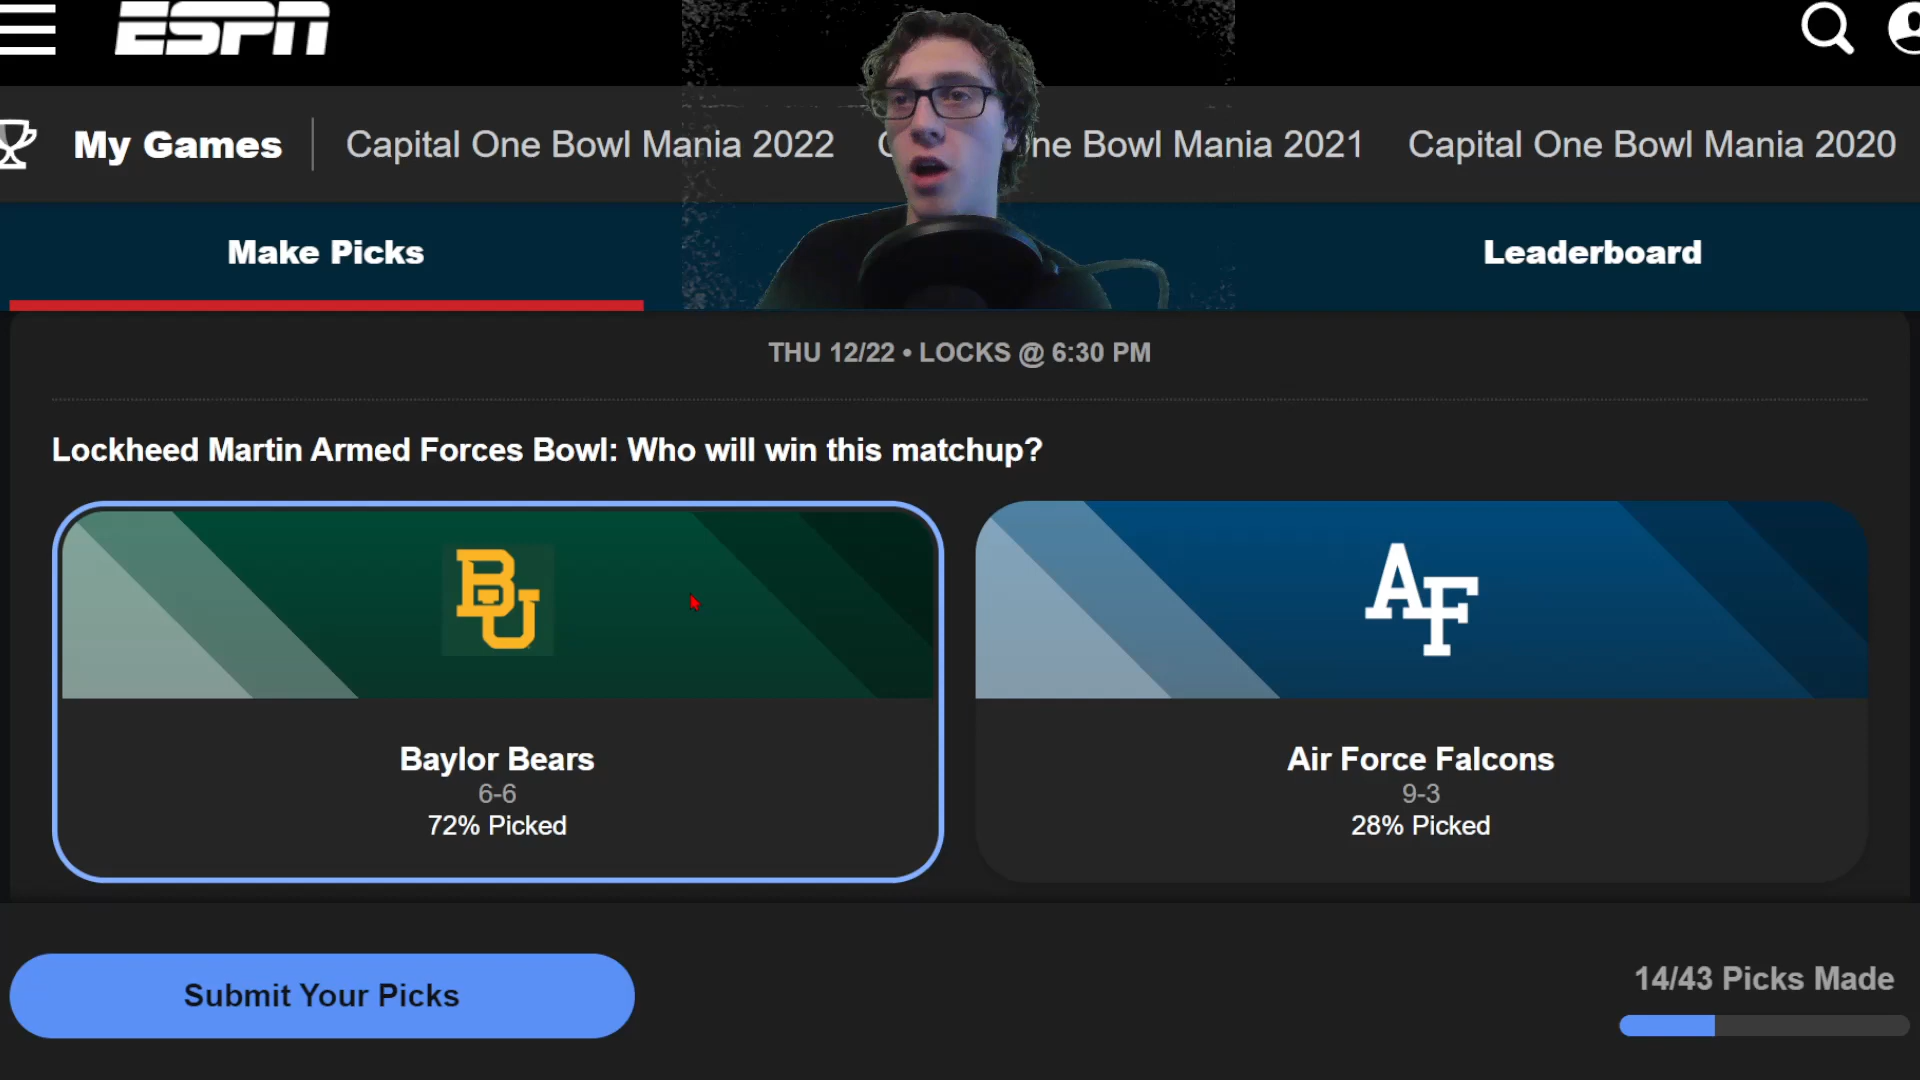 ESPN
My Games
Capital One Bowl Mania 2022
ne Bowl Mania 2021
Capital One Bowl Mania 2020
Make Picks
Leaderboard
THU 12/22 • LOCKS @ 6:30 PM
Lockheed Martin Armed Forces Bowl: Who will win this matchup?
BU
AF
Baylor Bears
Air Force Falcons
6-6
9-3
72% Picked
28% Picked
Submit Your Picks
14/43 Picks Made